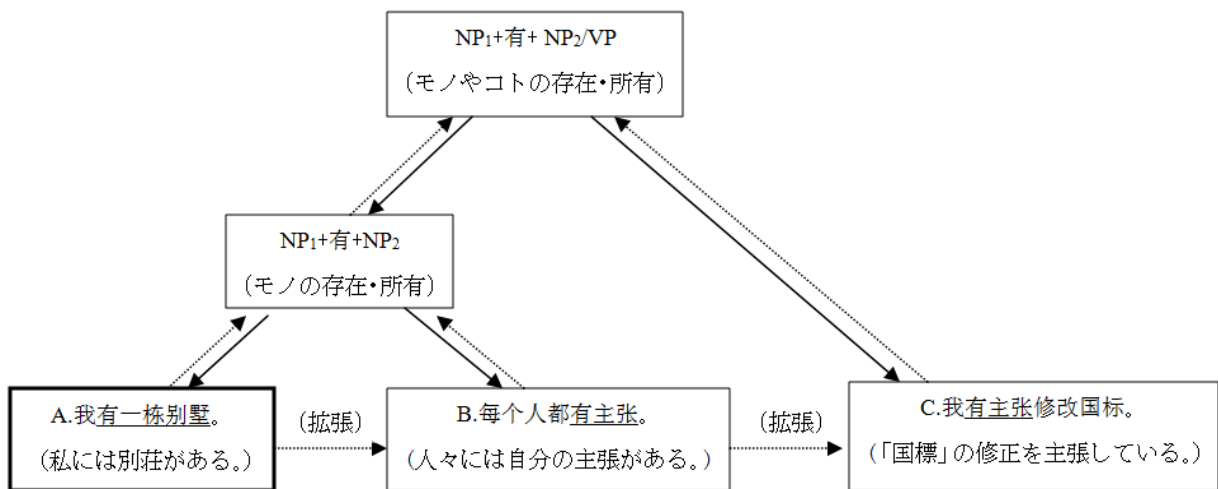 NP₁+有+ NP₂/VP
(モノやコトの存在・所有)
NP₁+有+NP₂
(モノの存在・所有)
A.我有一栋别墅。
(私には別荘がある。)
(拡張)
B.每个人都有主张。
(人々には自分の主張がある。)
(拡張)
C.我有主张修改国标。
(「国標」の修正を主張している。)